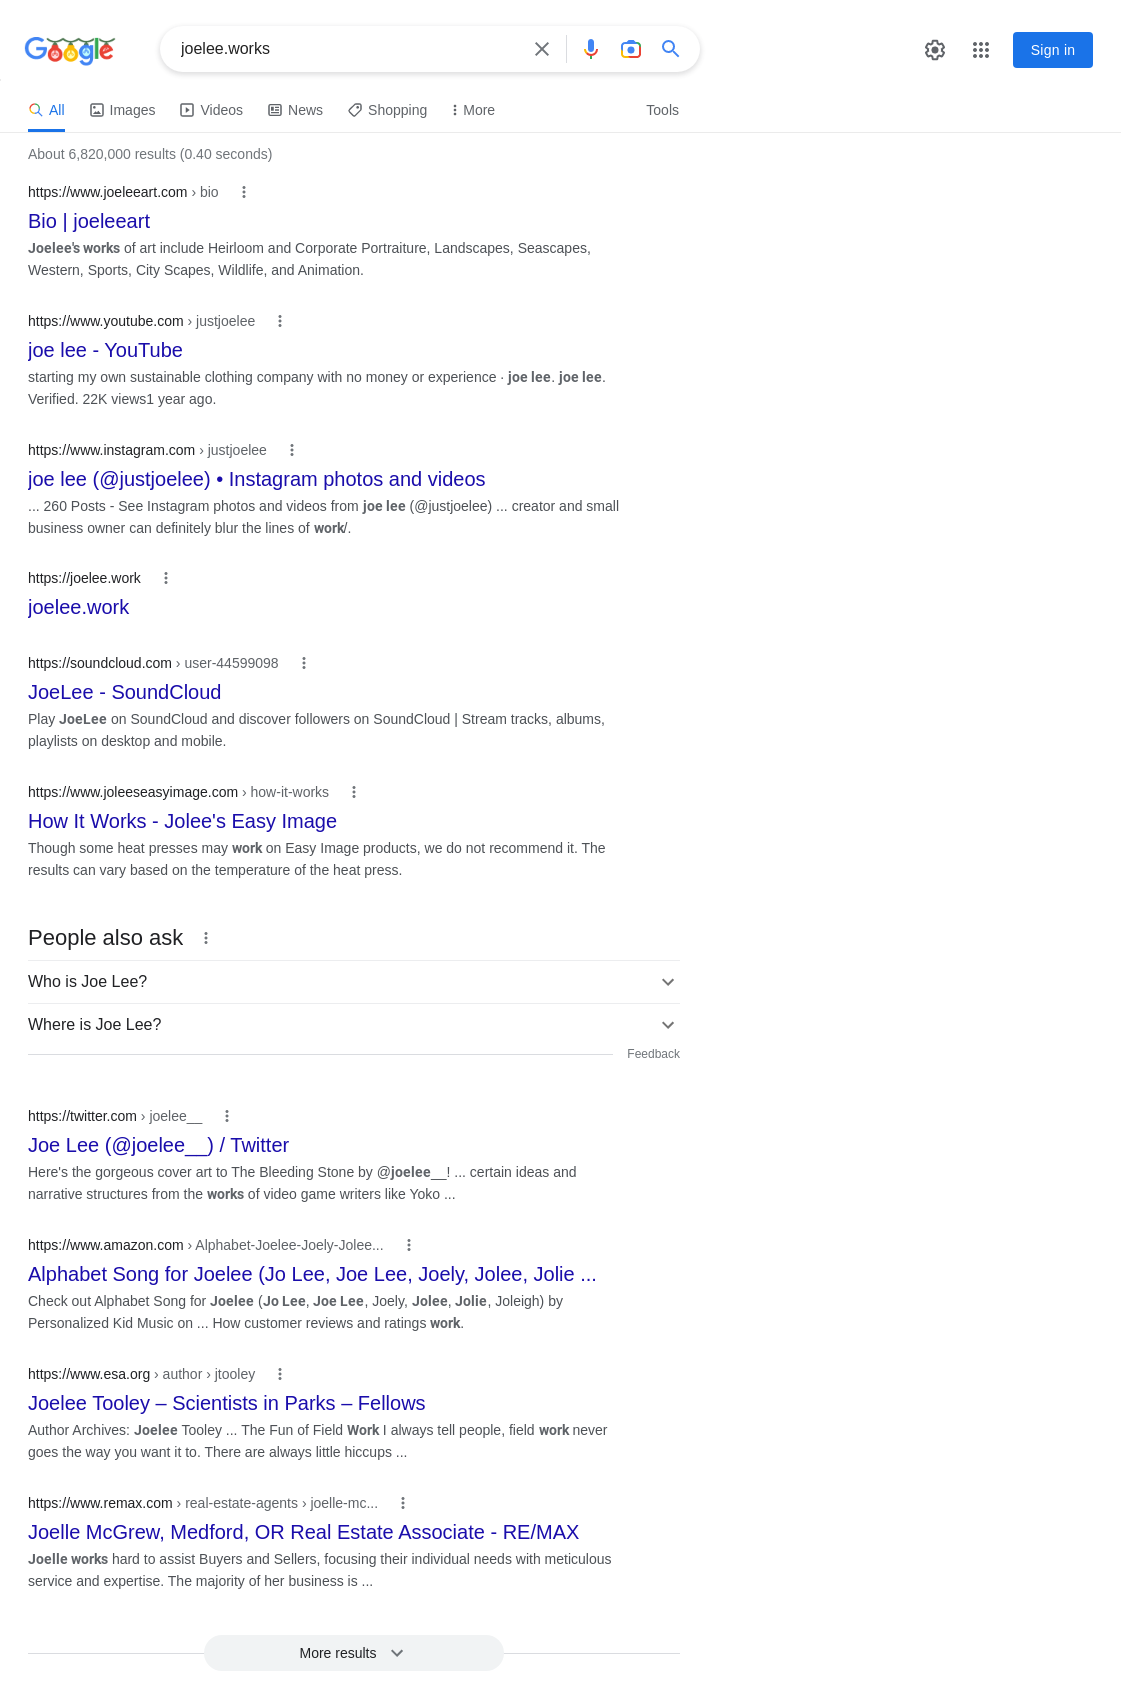 Google
joelee.works
Sign in
All
Images
Videos
News
Shopping
More
Tools
About 6,820,000 results (0.40 seconds)
https://www.joeleeart.com › bio
Bio | joeleeart
Joelee's works of art include Heirloom and Corporate Portraiture, Landscapes, Seascapes,
Western, Sports, City Scapes, Wildlife, and Animation.
https://www.youtube.com › justjoelee
joe lee - YouTube
starting my own sustainable clothing company with no money or experience · joe lee. joe lee.
Verified. 22K views1 year ago.
https://www.instagram.com › justjoelee
joe lee (@justjoelee) • Instagram photos and videos
... 260 Posts - See Instagram photos and videos from joe lee (@justjoelee) ... creator and small
business owner can definitely blur the lines of work/.
https://joelee.work
joelee.work
https://soundcloud.com › user-44599098
JoeLee - SoundCloud
Play JoeLee on SoundCloud and discover followers on SoundCloud | Stream tracks, albums,
playlists on desktop and mobile.
https://www.joleeseasyimage.com › how-it-works
How It Works - Jolee's Easy Image
Though some heat presses may work on Easy Image products, we do not recommend it. The
results can vary based on the temperature of the heat press.
People also ask
Who is Joe Lee?
Where is Joe Lee?
Feedback
https://twitter.com › joelee__
Joe Lee (@joelee__) / Twitter
Here's the gorgeous cover art to The Bleeding Stone by @joelee__! ... certain ideas and
narrative structures from the works of video game writers like Yoko ...
https://www.amazon.com › Alphabet-Joelee-Joely-Jolee...
Alphabet Song for Joelee (Jo Lee, Joe Lee, Joely, Jolee, Jolie ...
Check out Alphabet Song for Joelee (Jo Lee, Joe Lee, Joely, Jolee, Jolie, Joleigh) by
Personalized Kid Music on ... How customer reviews and ratings work.
https://www.esa.org › author › jtooley
Joelee Tooley – Scientists in Parks – Fellows
Author Archives: Joelee Tooley ... The Fun of Field Work I always tell people, field work never
goes the way you want it to. There are always little hiccups ...
https://www.remax.com › real-estate-agents › joelle-mc...
Joelle McGrew, Medford, OR Real Estate Associate - RE/MAX
Joelle works hard to assist Buyers and Sellers, focusing their individual needs with meticulous
service and expertise. The majority of her business is ...
More results